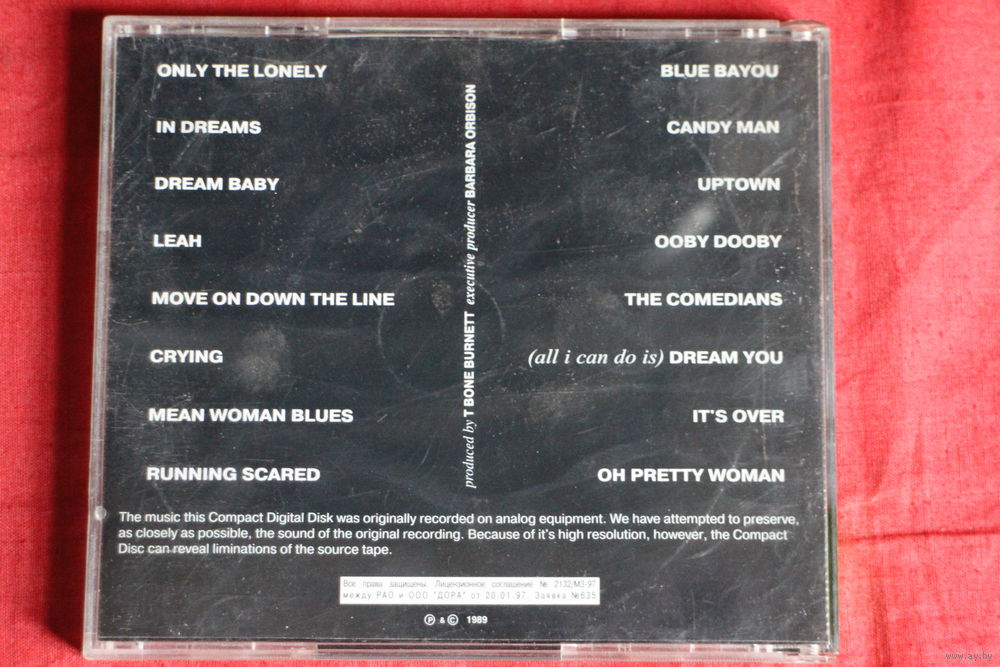 ONLY THE LONELY
IN DREAMS
DREAM BABY
LEAH
MOVE ON DOWN THE LINE
CRYING
MEAN WOMAN BLUES
RUNNING SCARED
produced by T BONE BURNETT executive producer BARBARA ORBISON
BLUE BAYOU
CANDY MAN
UPTOWN
OOBY DOOBY
THE COMEDIANS
(all i can do is) DREAM YOU
IT'S OVER
OH PRETTY WOMAN
The music this Compact Digital Disk was originally recorded on analog equipment. We have attempted to preserve,
as closely as possible, the sound of the original recording. Because of it's high resolution, however, the Compact
Disc can reveal liminations of the source tape.
Все права защищены. Лицензионное соглашение № 2132/МЗ-97
между РАО и ООО "ДОРА" от 20.01.97. Заявка №635
Ⓟ & © 1989
www.ay.by